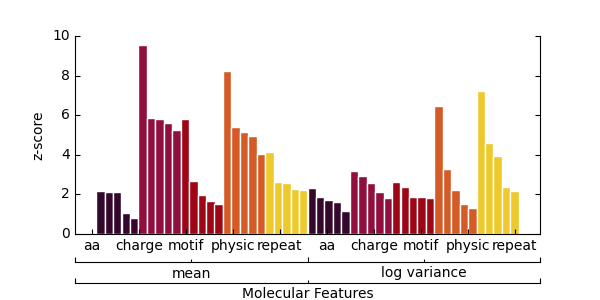 10
8
6
4
2
0
z-score
aa charge motif physic repeat aa charge motif physic repeat
mean log variance
Molecular Features